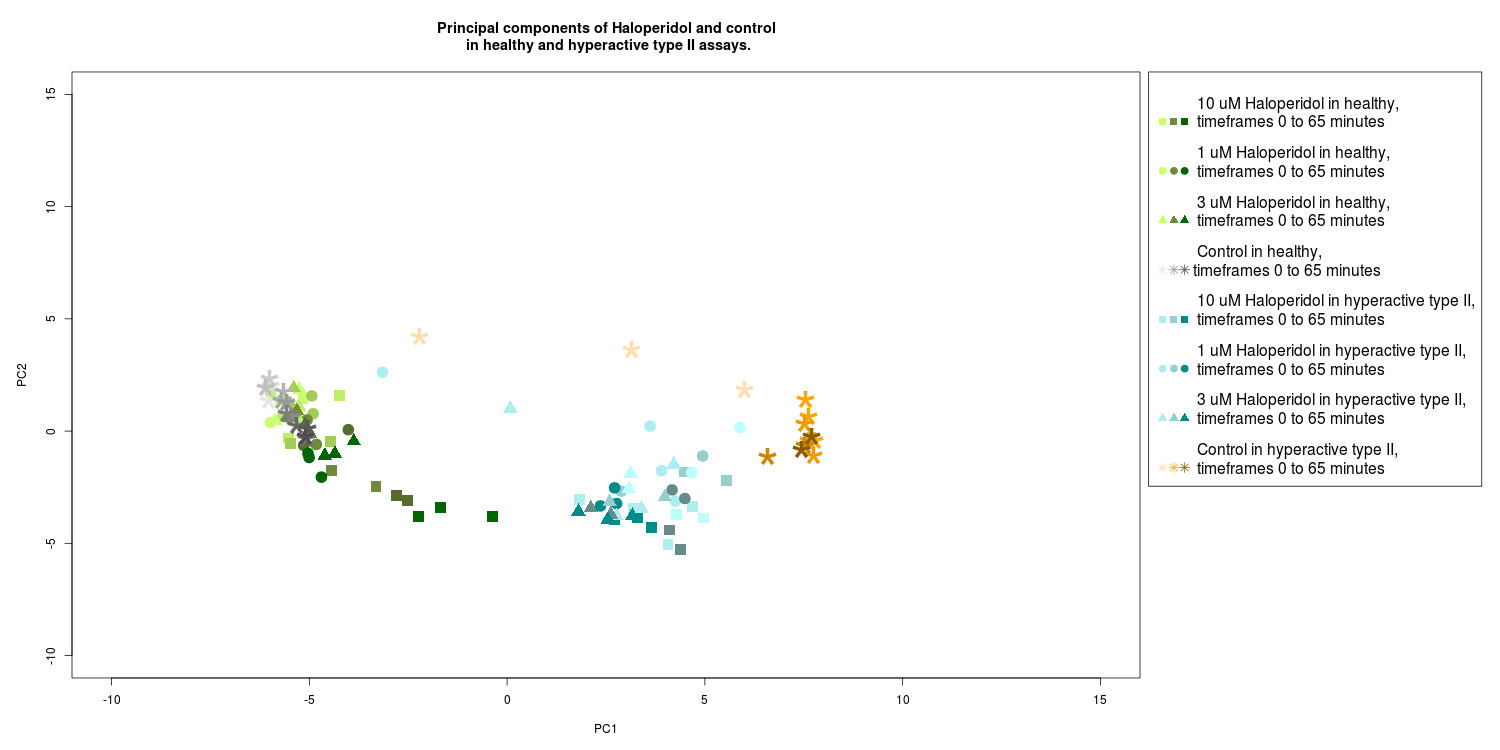 Principal components of Haloperidol and control
in healthy and hyperactive type II assays.
15
10
5
0
-5
-10
PC2
-10
-5
0
5
10
15
PC1
10 uM Haloperidol in healthy,
timeframes 0 to 65 minutes
1 uM Haloperidol in healthy,
timeframes 0 to 65 minutes
3 uM Haloperidol in healthy,
timeframes 0 to 65 minutes
Control in healthy,
timeframes 0 to 65 minutes
10 uM Haloperidol in hyperactive type II,
timeframes 0 to 65 minutes
1 uM Haloperidol in hyperactive type II,
timeframes 0 to 65 minutes
3 uM Haloperidol in hyperactive type II,
timeframes 0 to 65 minutes
Control in hyperactive type II,
timeframes 0 to 65 minutes